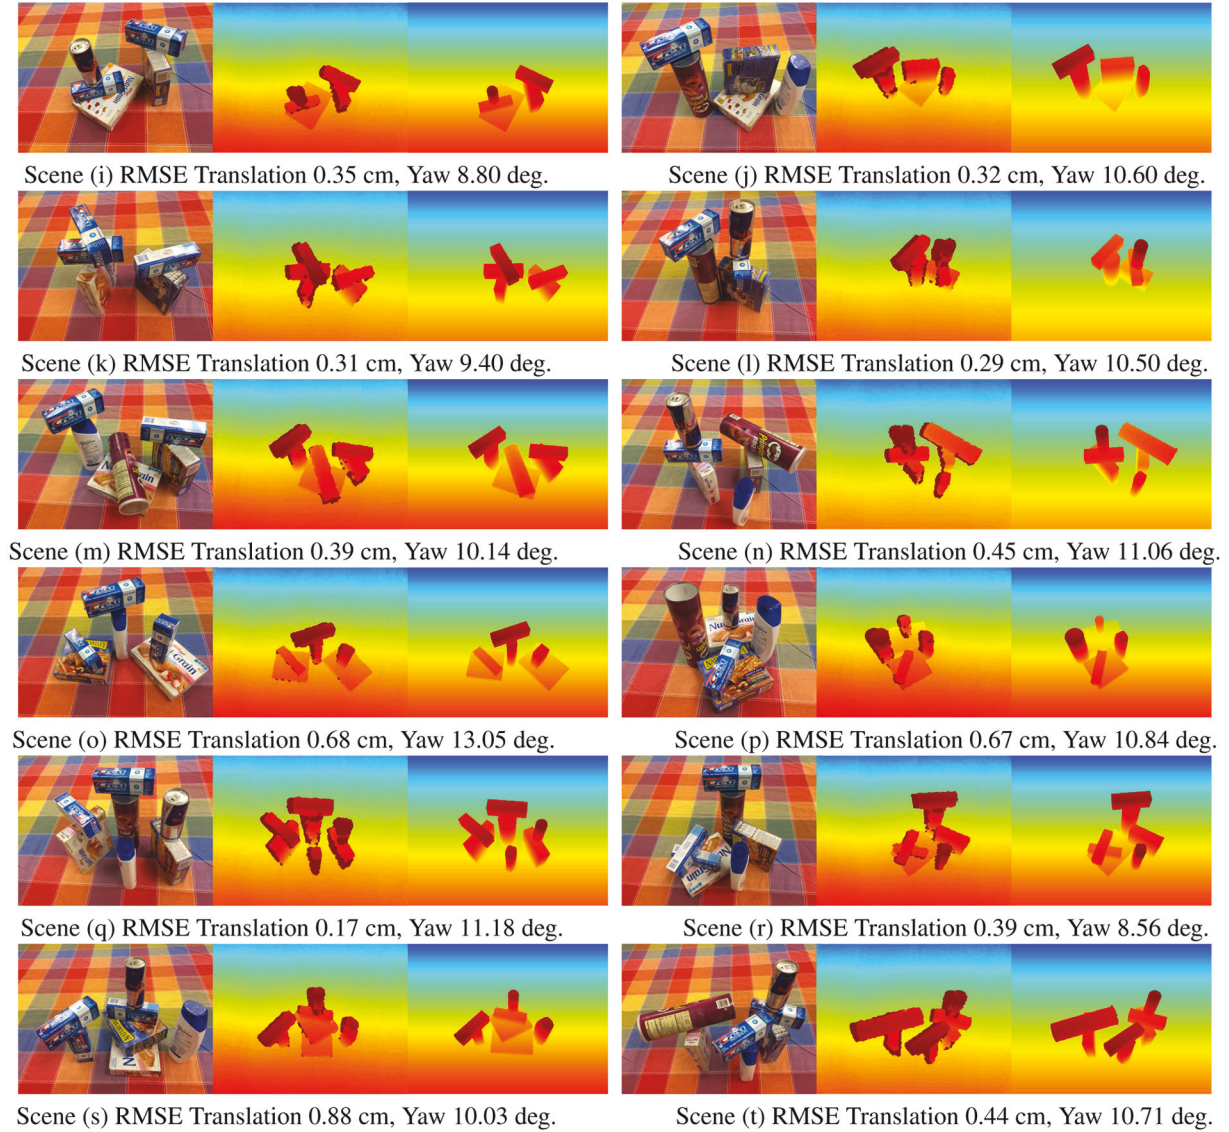 Scene (i) RMSE Translation 0.35 cm, Yaw 8.80 deg.
Scene (j) RMSE Translation 0.32 cm, Yaw 10.60 deg.
Scene (k) RMSE Translation 0.31 cm, Yaw 9.40 deg.
Scene (l) RMSE Translation 0.29 cm, Yaw 10.50 deg.
Scene (m) RMSE Translation 0.39 cm, Yaw 10.14 deg.
Scene (n) RMSE Translation 0.45 cm, Yaw 11.06 deg.
Scene (o) RMSE Translation 0.68 cm, Yaw 13.05 deg.
Scene (p) RMSE Translation 0.67 cm, Yaw 10.84 deg.
Scene (q) RMSE Translation 0.17 cm, Yaw 11.18 deg.
Scene (r) RMSE Translation 0.39 cm, Yaw 8.56 deg.
Scene (s) RMSE Translation 0.88 cm, Yaw 10.03 deg.
Scene (t) RMSE Translation 0.44 cm, Yaw 10.71 deg.